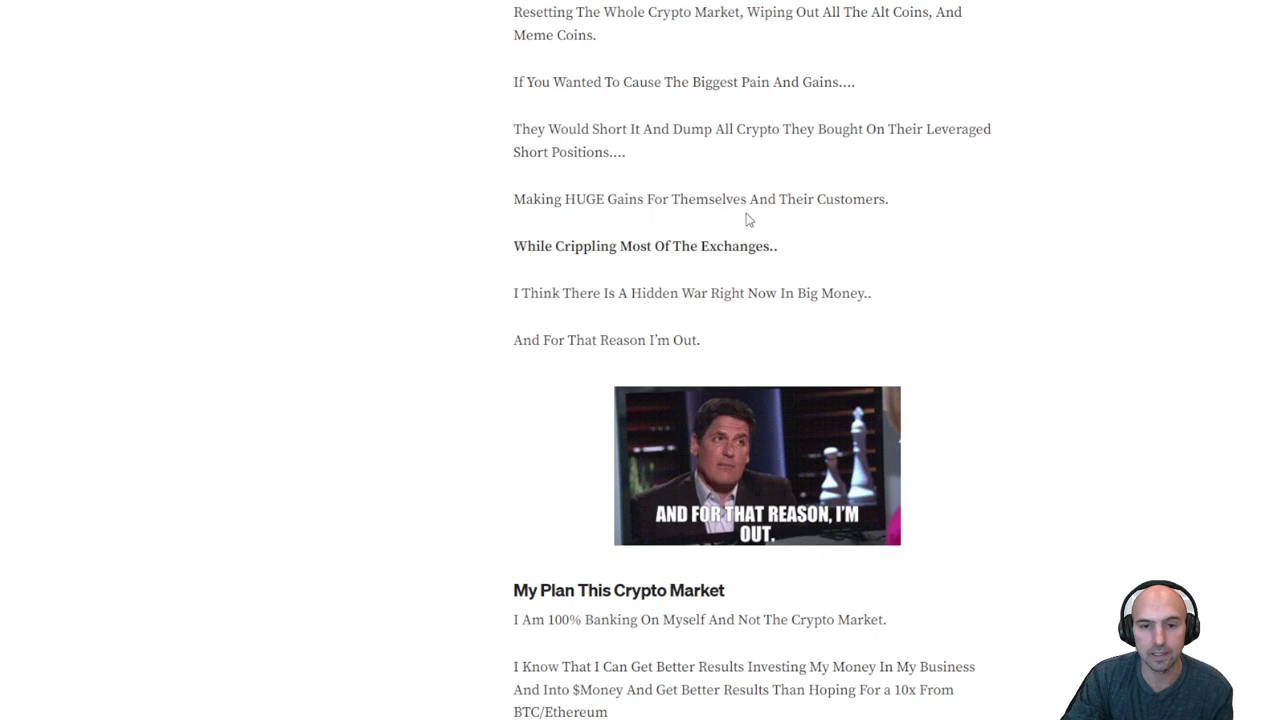 Resetting The Whole Crypto Market, Wiping Out All The Alt Coins, And
Meme Coins.
If You Wanted To Cause The Biggest Pain And Gains....
They Would Short It And Dump All Crypto They Bought On Their Leveraged
Short Positions....
Making HUGE Gains For Themselves And Their Customers.
While Crippling Most Of The Exchanges..
I Think There Is A Hidden War Right Now In Big Money..
And For That Reason I’m Out.
AND FOR THAT REASON, I'M
OUT.
My Plan This Crypto Market
I Am 100% Banking On Myself And Not The Crypto Market.
I Know That I Can Get Better Results Investing My Money In My Business
And Into $Money And Get Better Results Than Hoping For a 10x From
BTC/Ethereum